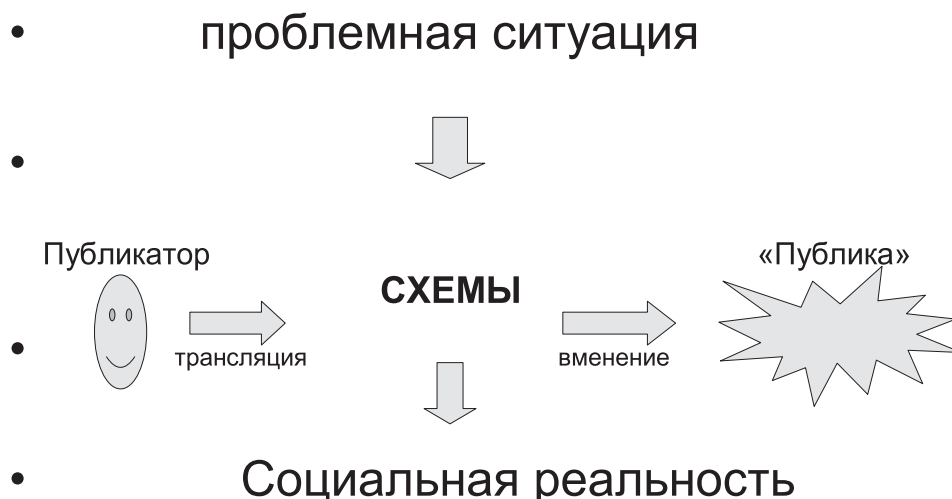 • проблемная ситуация
•
Публикатор
«Публика»
СХЕМЫ
•
трансляция
вменение
• Социальная реальность